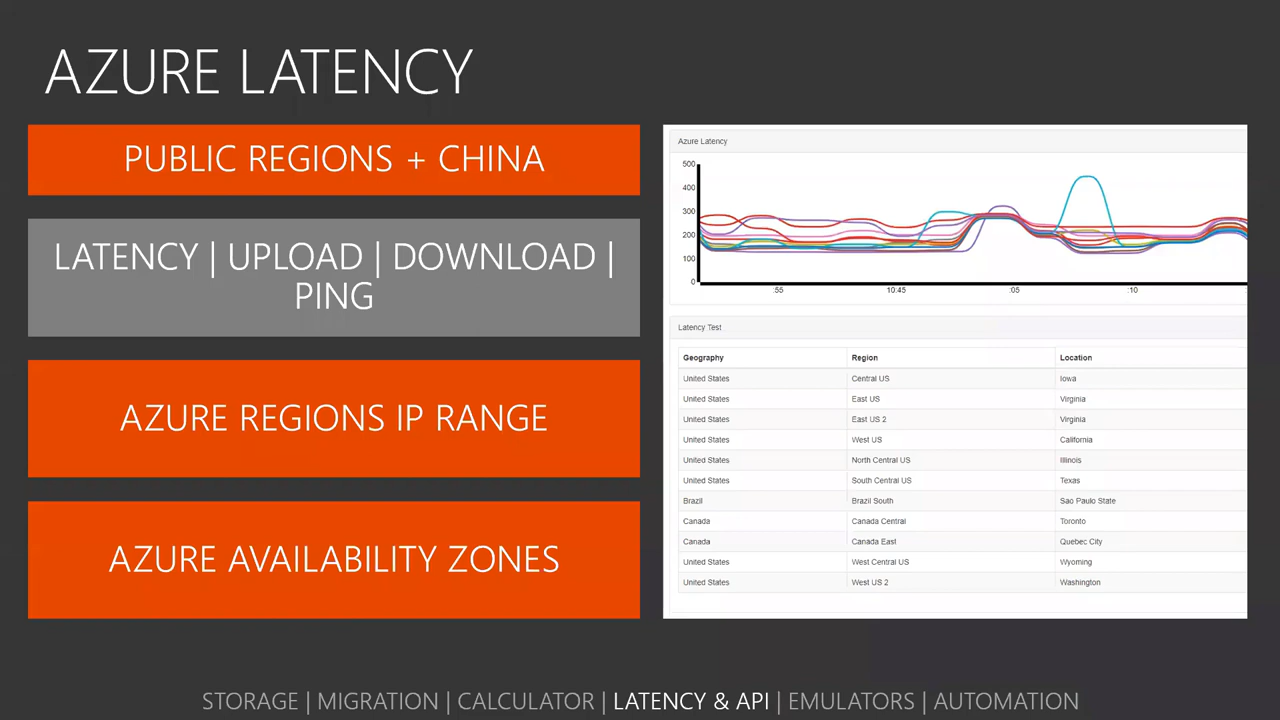 AZURE LATENCY
PUBLIC REGIONS + CHINA
LATENCY | UPLOAD | DOWNLOAD |
PING
AZURE REGIONS IP RANGE
AZURE AVAILABILITY ZONES
Azure Latency
500
400
300
200
100
0
:55 10:45 :05 :10
Latency Test
Geography Region Location
United States Central US Iowa
United States East US Virginia
United States East US 2 Virginia
United States West US California
United States North Central US Illinois
United States South Central US Texas
Brazil Brazil South Sao Paulo State
Canada Canada Central Toronto
Canada Canada East Quebec City
United States West Central US Wyoming
United States West US 2 Washington
STORAGE | MIGRATION | CALCULATOR | LATENCY & API | EMULATORS | AUTOMATION